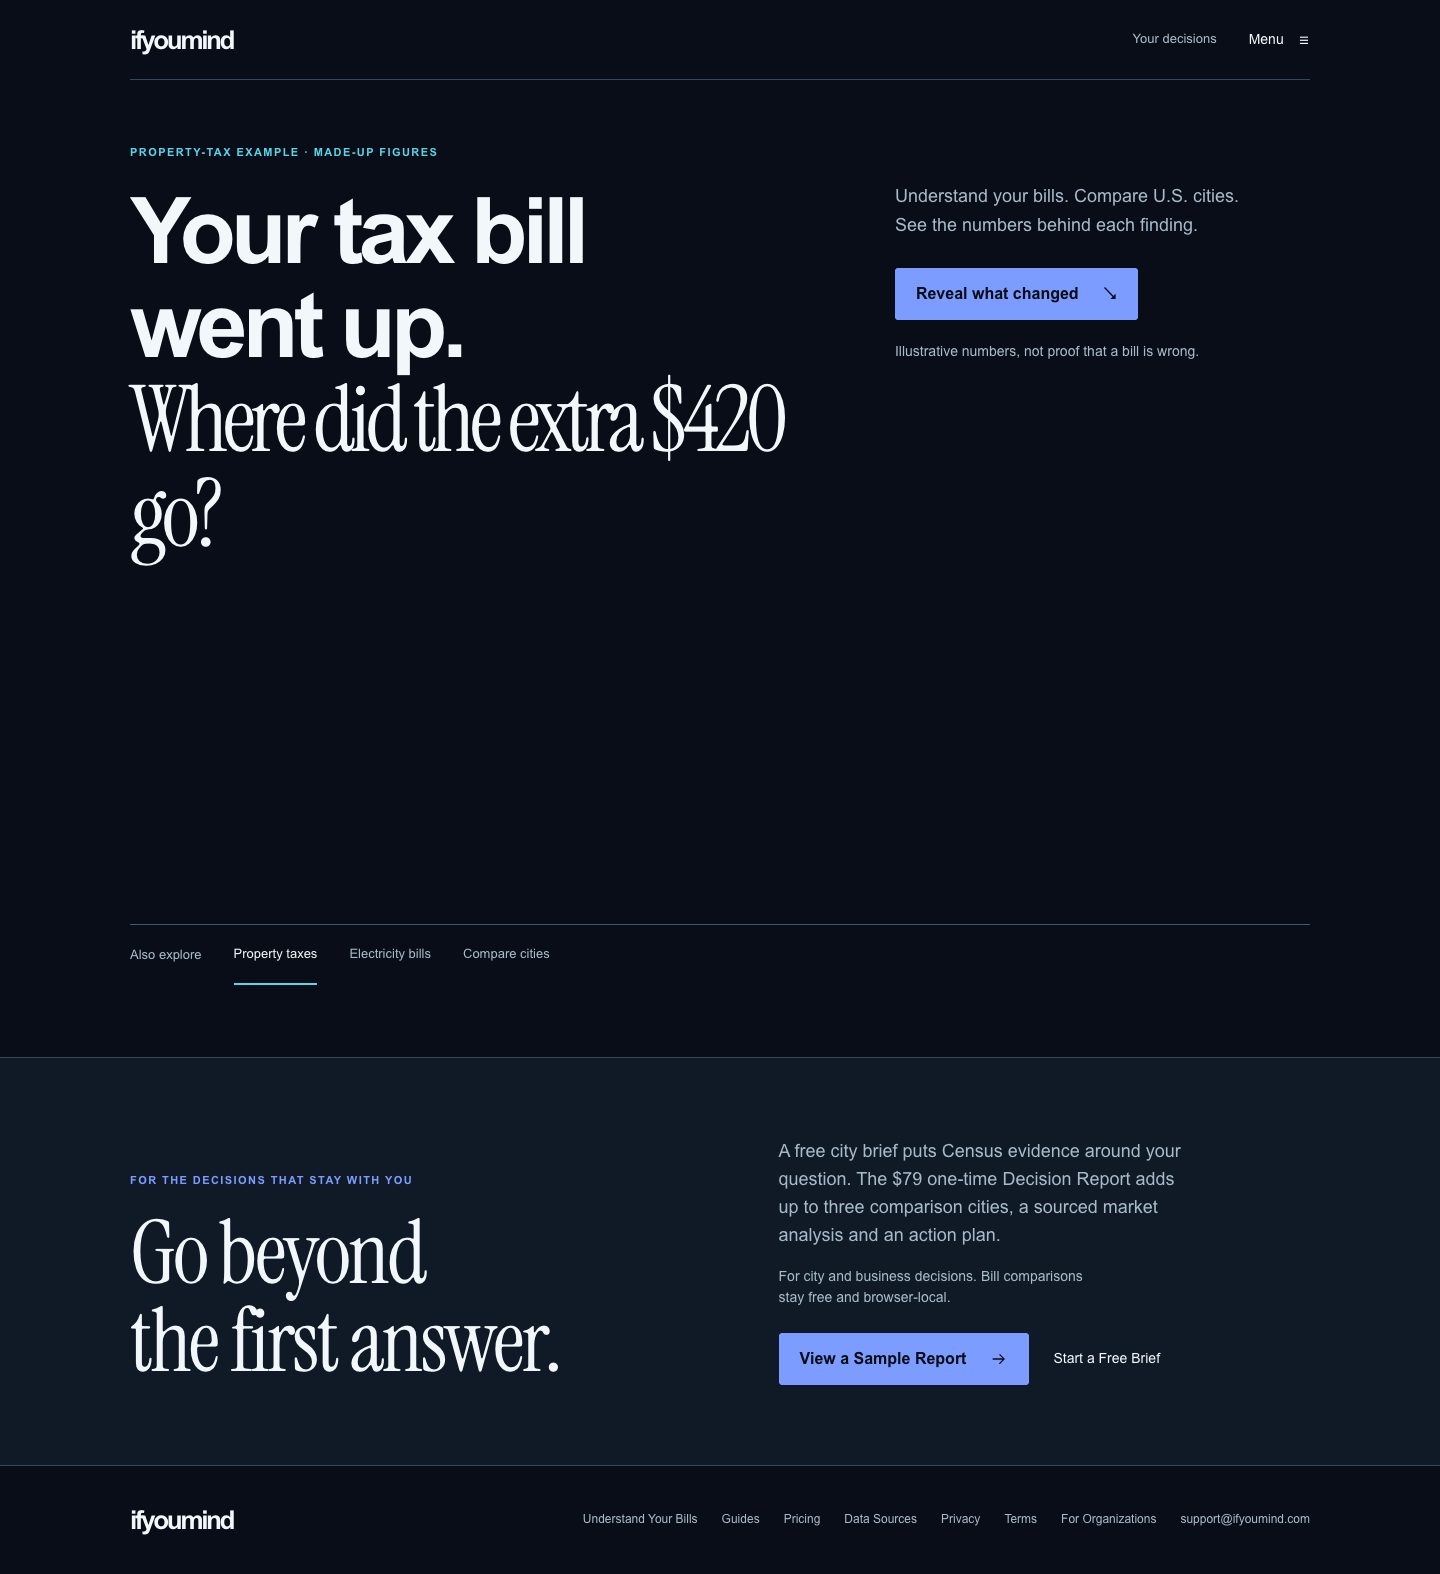 ifyoumind
Your decisions
Menu ≡
PROPERTY-TAX EXAMPLE · MADE-UP FIGURES
Your tax bill
went up.
Where did the extra $420
go?
Understand your bills. Compare U.S. cities.
See the numbers behind each finding.
Reveal what changed ↘
Illustrative numbers, not proof that a bill is wrong.
Also explore
Property taxes
Electricity bills
Compare cities
FOR THE DECISIONS THAT STAY WITH YOU
Go beyond
the first answer.
A free city brief puts Census evidence around your
question. The $79 one-time Decision Report adds
up to three comparison cities, a sourced market
analysis and an action plan.
For city and business decisions. Bill comparisons
stay free and browser-local.
View a Sample Report →
Start a Free Brief
ifyoumind
Understand Your Bills
Guides
Pricing
Data Sources
Privacy
Terms
For Organizations
support@ifyoumind.com